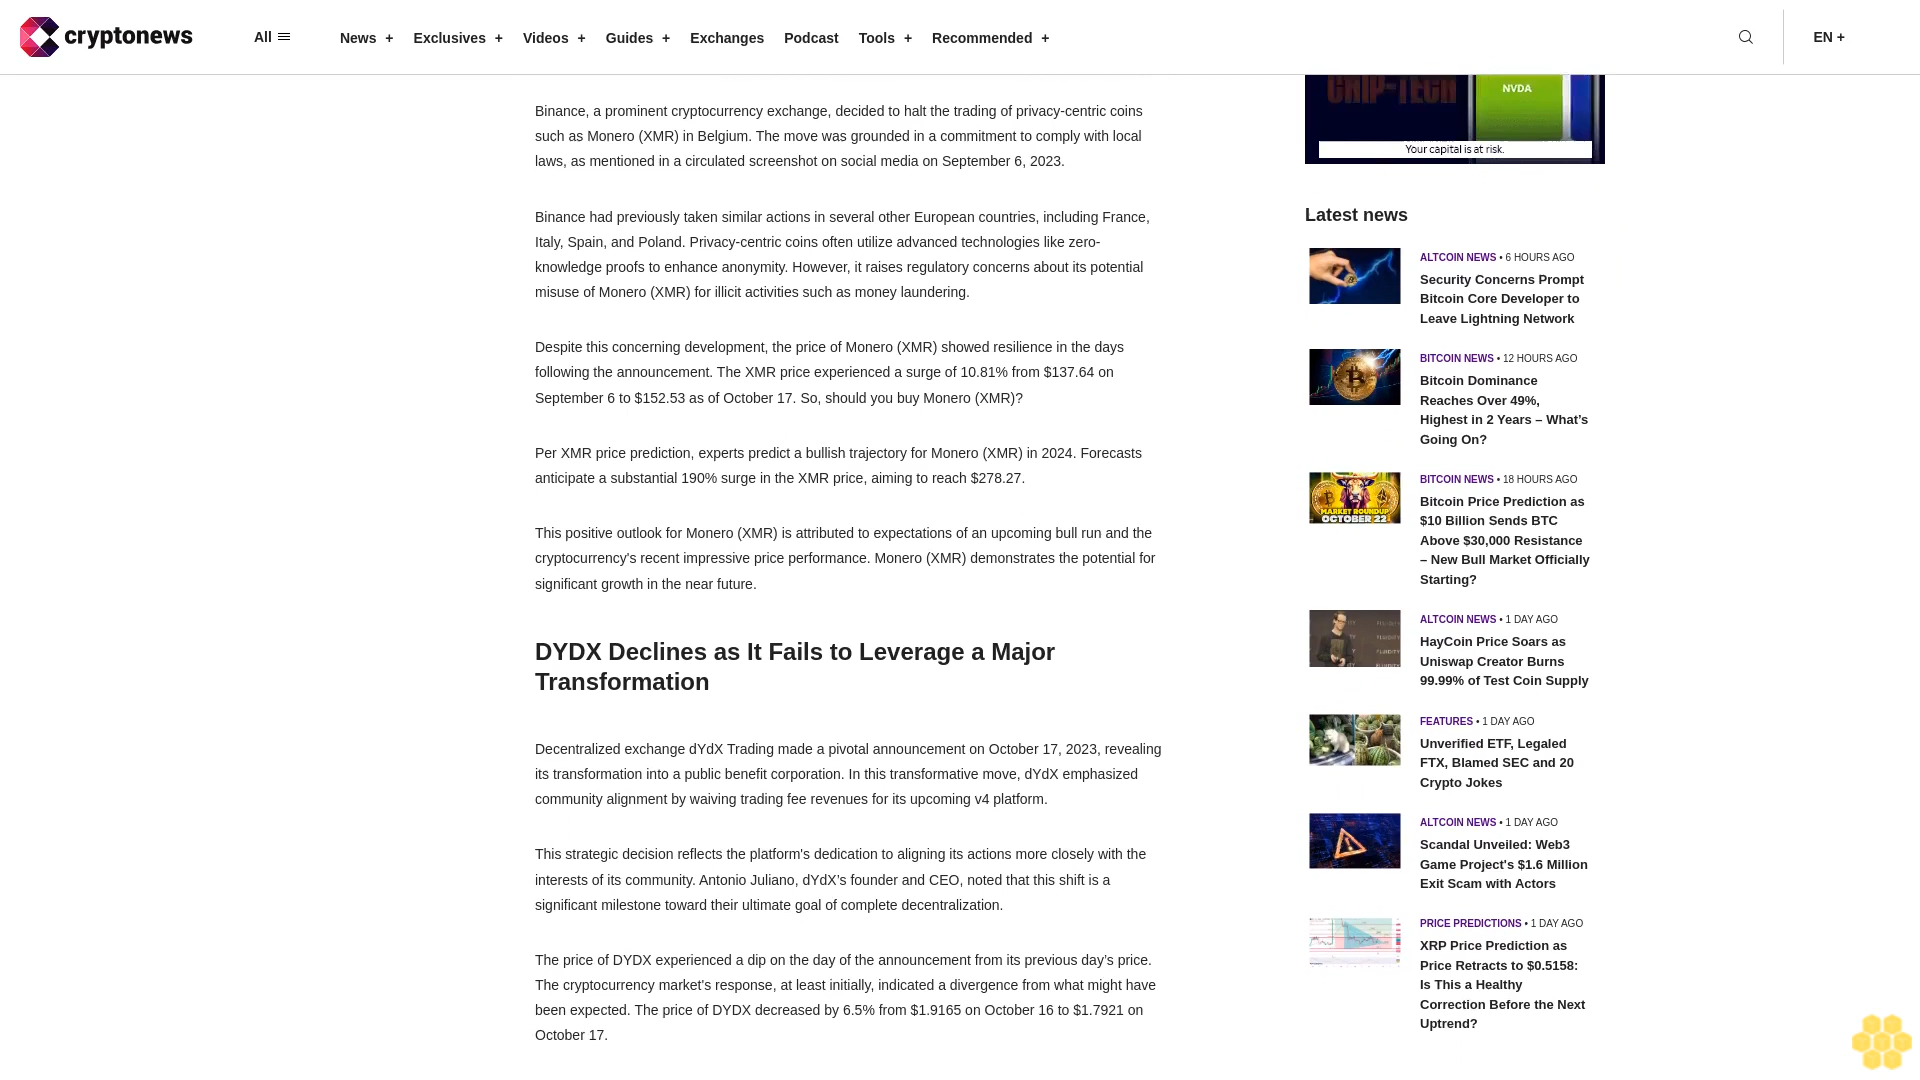 cryptonews
All
News +
Exclusives +
Videos +
Guides +
Exchanges
Podcast
Tools +
Recommended +
EN +
Binance, a prominent cryptocurrency exchange, decided to halt the trading of privacy-centric coins
such as Monero (XMR) in Belgium. The move was grounded in a commitment to comply with local
laws, as mentioned in a circulated screenshot on social media on September 6, 2023.
Binance had previously taken similar actions in several other European countries, including France,
Italy, Spain, and Poland. Privacy-centric coins often utilize advanced technologies like zero-
knowledge proofs to enhance anonymity. However, it raises regulatory concerns about its potential
misuse of Monero (XMR) for illicit activities such as money laundering.
Despite this concerning development, the price of Monero (XMR) showed resilience in the days
following the announcement. The XMR price experienced a surge of 10.81% from $137.64 on
September 6 to $152.53 as of October 17. So, should you buy Monero (XMR)?
Per XMR price prediction, experts predict a bullish trajectory for Monero (XMR) in 2024. Forecasts
anticipate a substantial 190% surge in the XMR price, aiming to reach $278.27.
This positive outlook for Monero (XMR) is attributed to expectations of an upcoming bull run and the
cryptocurrency's recent impressive price performance. Monero (XMR) demonstrates the potential for
significant growth in the near future.
DYDX Declines as It Fails to Leverage a Major
Transformation
Decentralized exchange dYdX Trading made a pivotal announcement on October 17, 2023, revealing
its transformation into a public benefit corporation. In this transformative move, dYdX emphasized
community alignment by waiving trading fee revenues for its upcoming v4 platform.
This strategic decision reflects the platform's dedication to aligning its actions more closely with the
interests of its community. Antonio Juliano, dYdX’s founder and CEO, noted that this shift is a
significant milestone toward their ultimate goal of complete decentralization.
The price of DYDX experienced a dip on the day of the announcement from its previous day’s price.
The cryptocurrency market's response, at least initially, indicated a divergence from what might have
been expected. The price of DYDX decreased by 6.5% from $1.9165 on October 16 to $1.7921 on
October 17.
CHIP-TECH
NVDA
Your capital is at risk.
Latest news
ALTCOIN NEWS • 6 HOURS AGO
Security Concerns Prompt
Bitcoin Core Developer to
Leave Lightning Network
BITCOIN NEWS • 12 HOURS AGO
Bitcoin Dominance
Reaches Over 49%,
Highest in 2 Years – What’s
Going On?
MARKET ROUNDUP
OCTOBER 22
BITCOIN NEWS • 18 HOURS AGO
Bitcoin Price Prediction as
$10 Billion Sends BTC
Above $30,000 Resistance
– New Bull Market Officially
Starting?
ALTCOIN NEWS • 1 DAY AGO
HayCoin Price Soars as
Uniswap Creator Burns
99.99% of Test Coin Supply
FEATURES • 1 DAY AGO
Unverified ETF, Legaled
FTX, Blamed SEC and 20
Crypto Jokes
ALTCOIN NEWS • 1 DAY AGO
Scandal Unveiled: Web3
Game Project's $1.6 Million
Exit Scam with Actors
PRICE PREDICTIONS • 1 DAY AGO
XRP Price Prediction as
Price Retracts to $0.5158:
Is This a Healthy
Correction Before the Next
Uptrend?